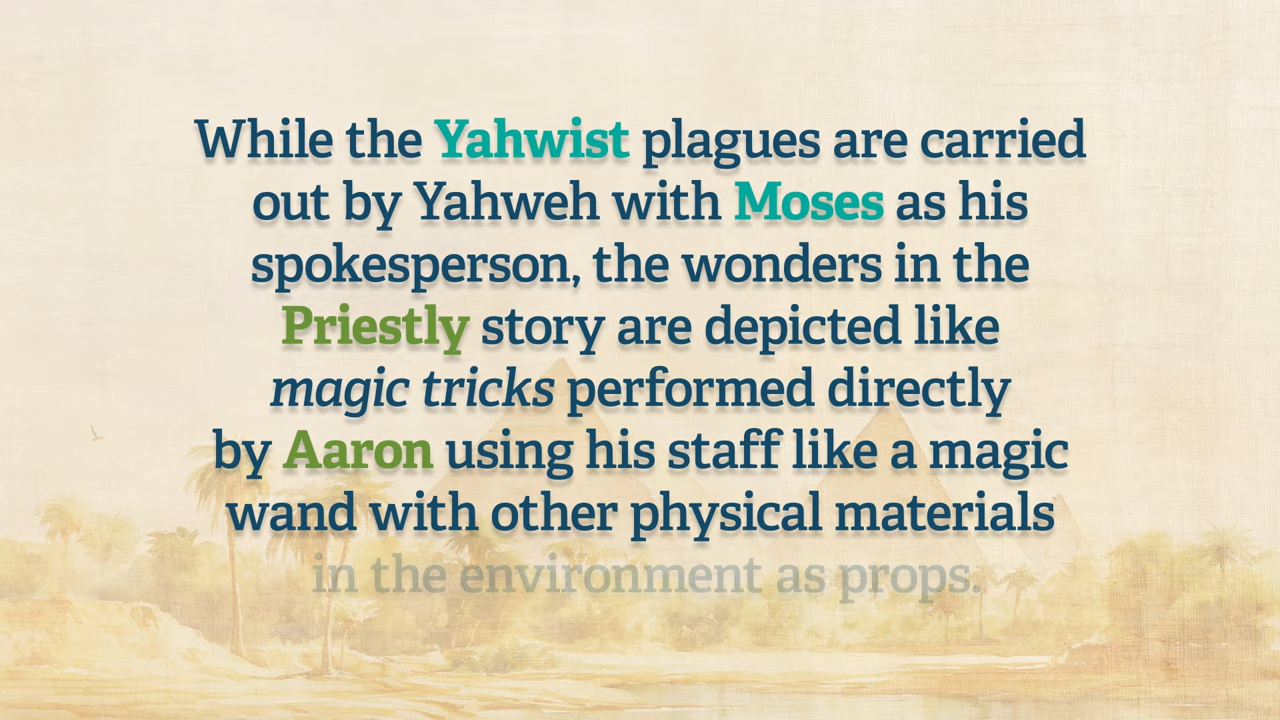 While the Yahwist plagues are carried
out by Yahweh with Moses as his
spokesperson, the wonders in the
Priestly story are depicted like
magic tricks performed directly
by Aaron using his staff like a magic
wand with other physical materials
in the environment as props.